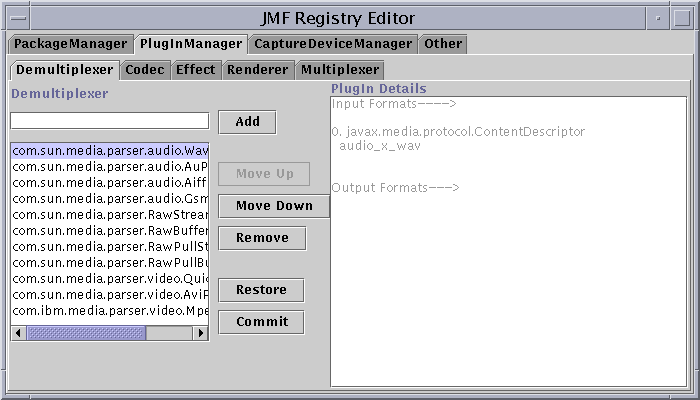 JMF Registry Editor
PackageManager PlugInManager CaptureDeviceManager Other
Demultiplexer Codec Effect Renderer Multiplexer
Demultiplexer
Add
com.sun.media.parser.audio.Wav
com.sun.media.parser.audio.AuP
com.sun.media.parser.audio.Aiff
com.sun.media.parser.audio.Gsm
com.sun.media.parser.RawStrea
com.sun.media.parser.RawBuffer
com.sun.media.parser.RawPullSt
com.sun.media.parser.RawPullBu
com.sun.media.parser.video.Quic
com.sun.media.parser.video.AviP
com.ibm.media.parser.video.Mpe
Move Up
Move Down
Remove
Restore
Commit
PlugIn Details
Input Formats---->
0. javax.media.protocol.ContentDescriptor
audio_x_wav
Output Formats---->